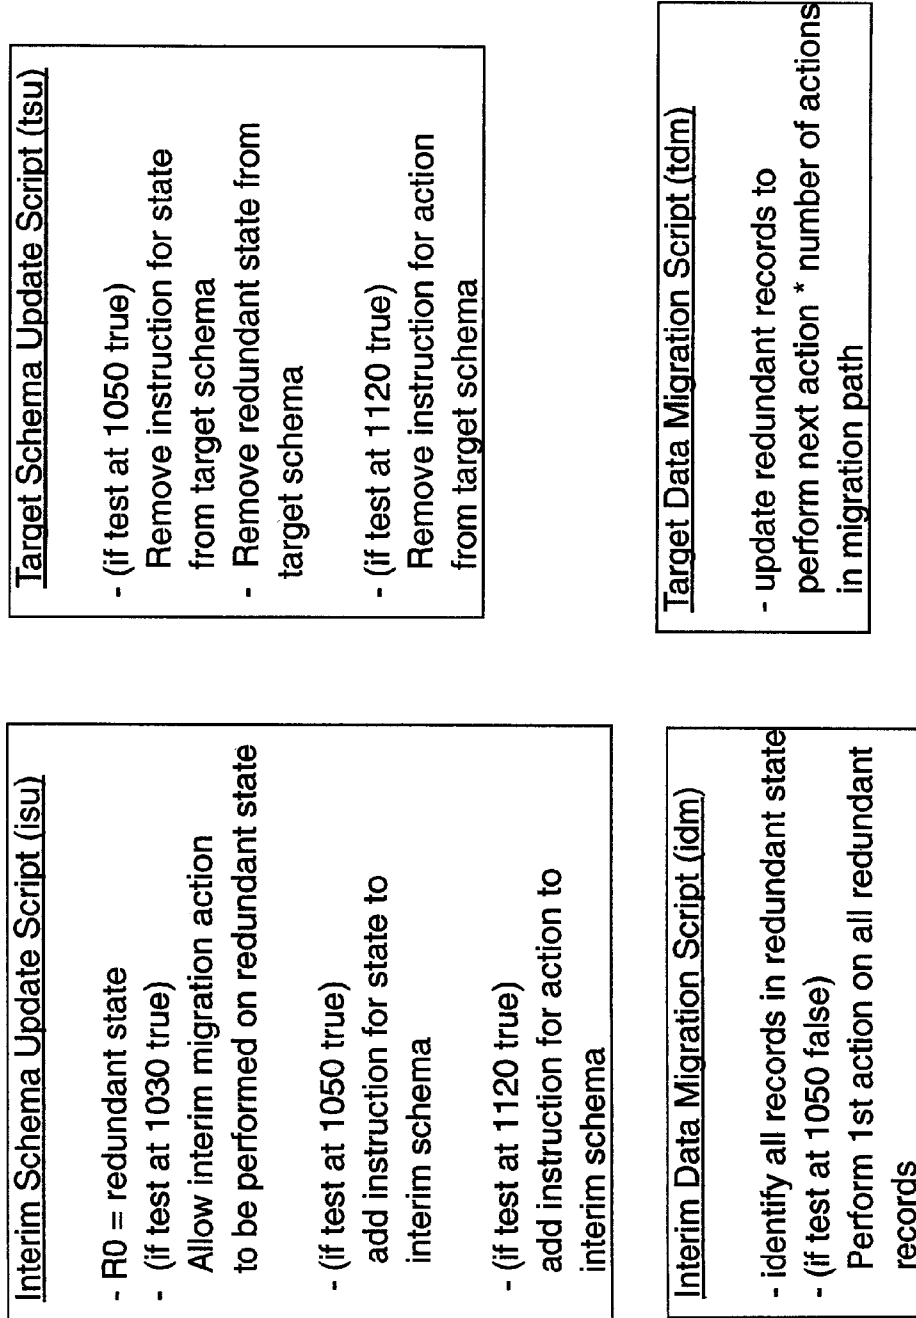 Interim Schema Update Script (isu)
- R0 = redundant state
- (if test at 1030 true)
Allow interim migration action
to be performed on redundant state
- (if test at 1050 true)
add instruction for state to
interim schema
- (if test at 1120 true)
add instruction for action to
interim schema
Target Schema Update Script (tsu)
- (if test at 1050 true)
Remove instruction for state
from target schema
- Remove redundant state from
target schema
- (if test at 1120 true)
Remove instruction for action
from target schema
Interim Data Migration Script (idm)
- identify all records in redundant state
- (if test at 1050 false)
Perform 1st action on all redundant
records
Target Data Migration Script (tdm)
- update redundant records to
perform next action * number of actions
in migration path